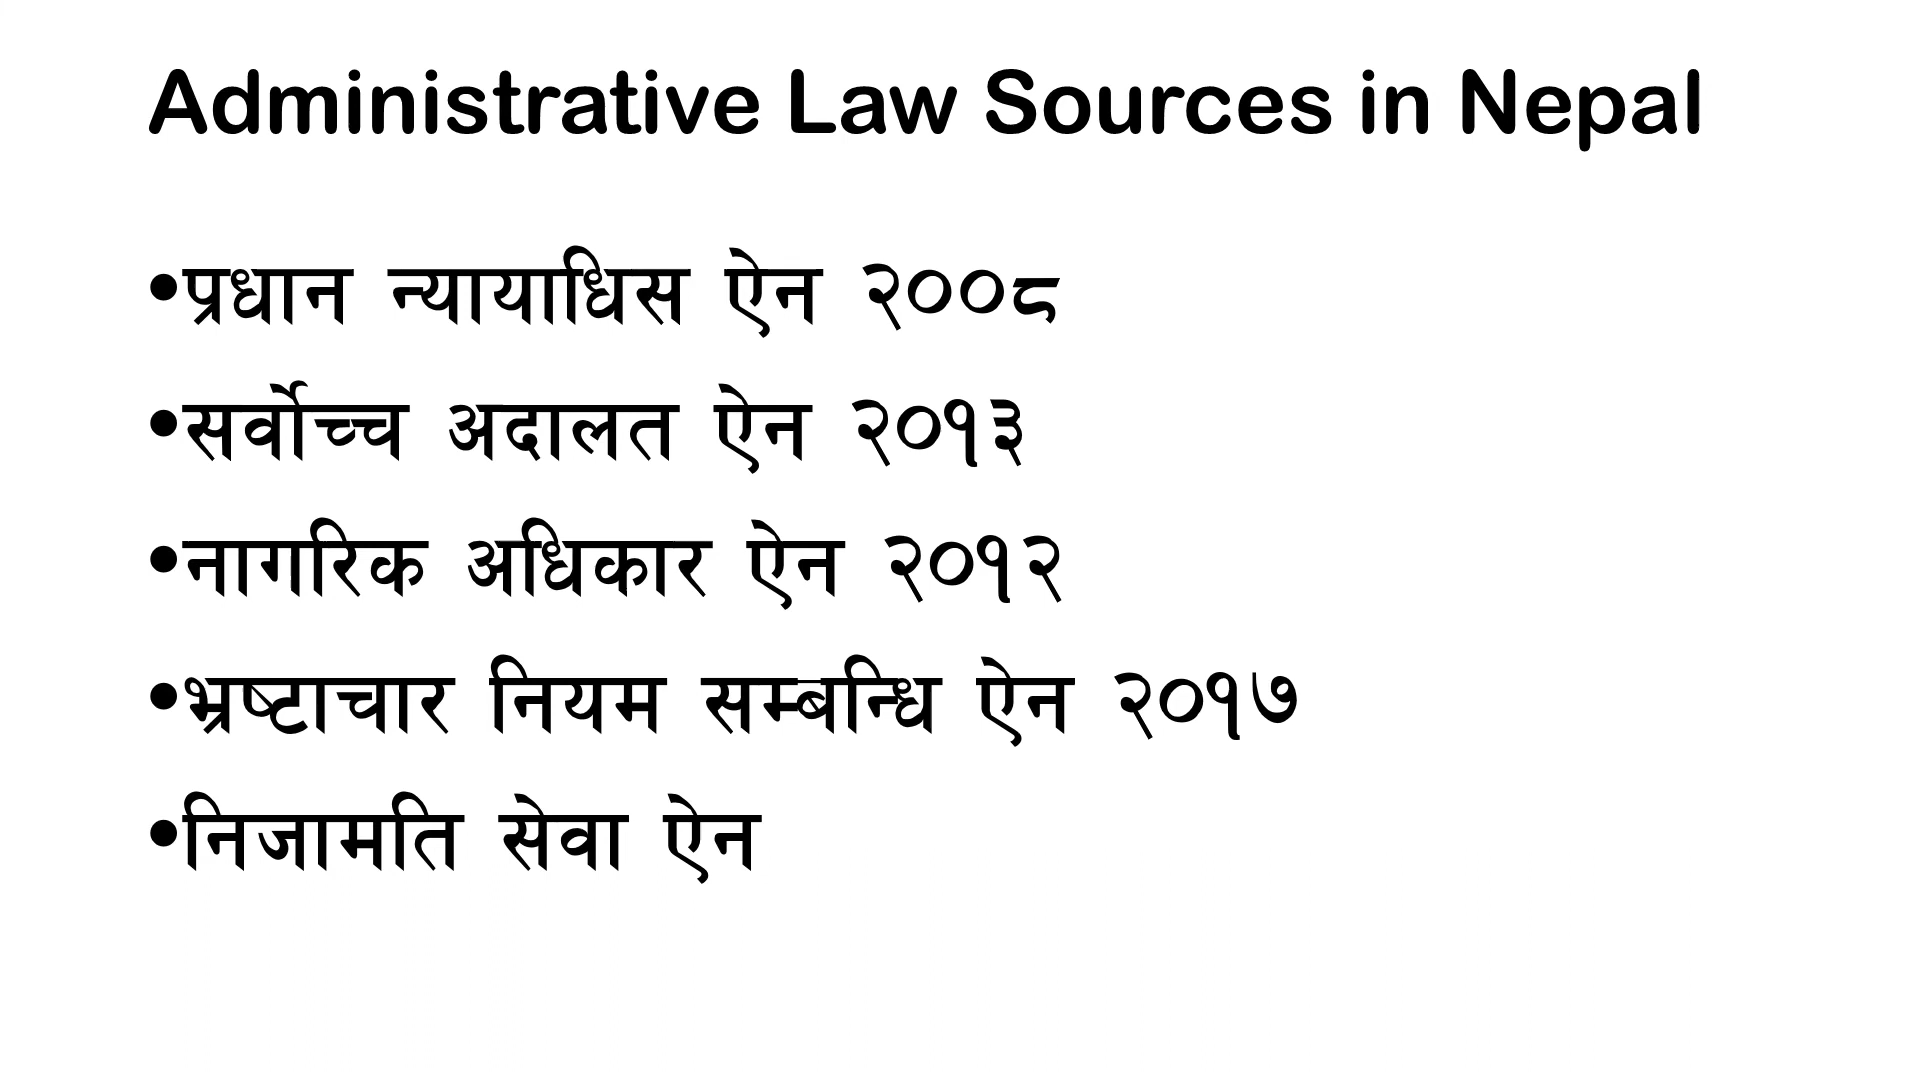 Administrative Law Sources in Nepal
•प्रधान न्यायाधिस ऐन २००८
•सर्वोच्च अदालत ऐन २०१३
•नागरिक अधिकार ऐन २०१२
•भ्रष्टाचार नियम सम्बन्धि ऐन २०१७
•निजामति सेवा ऐन